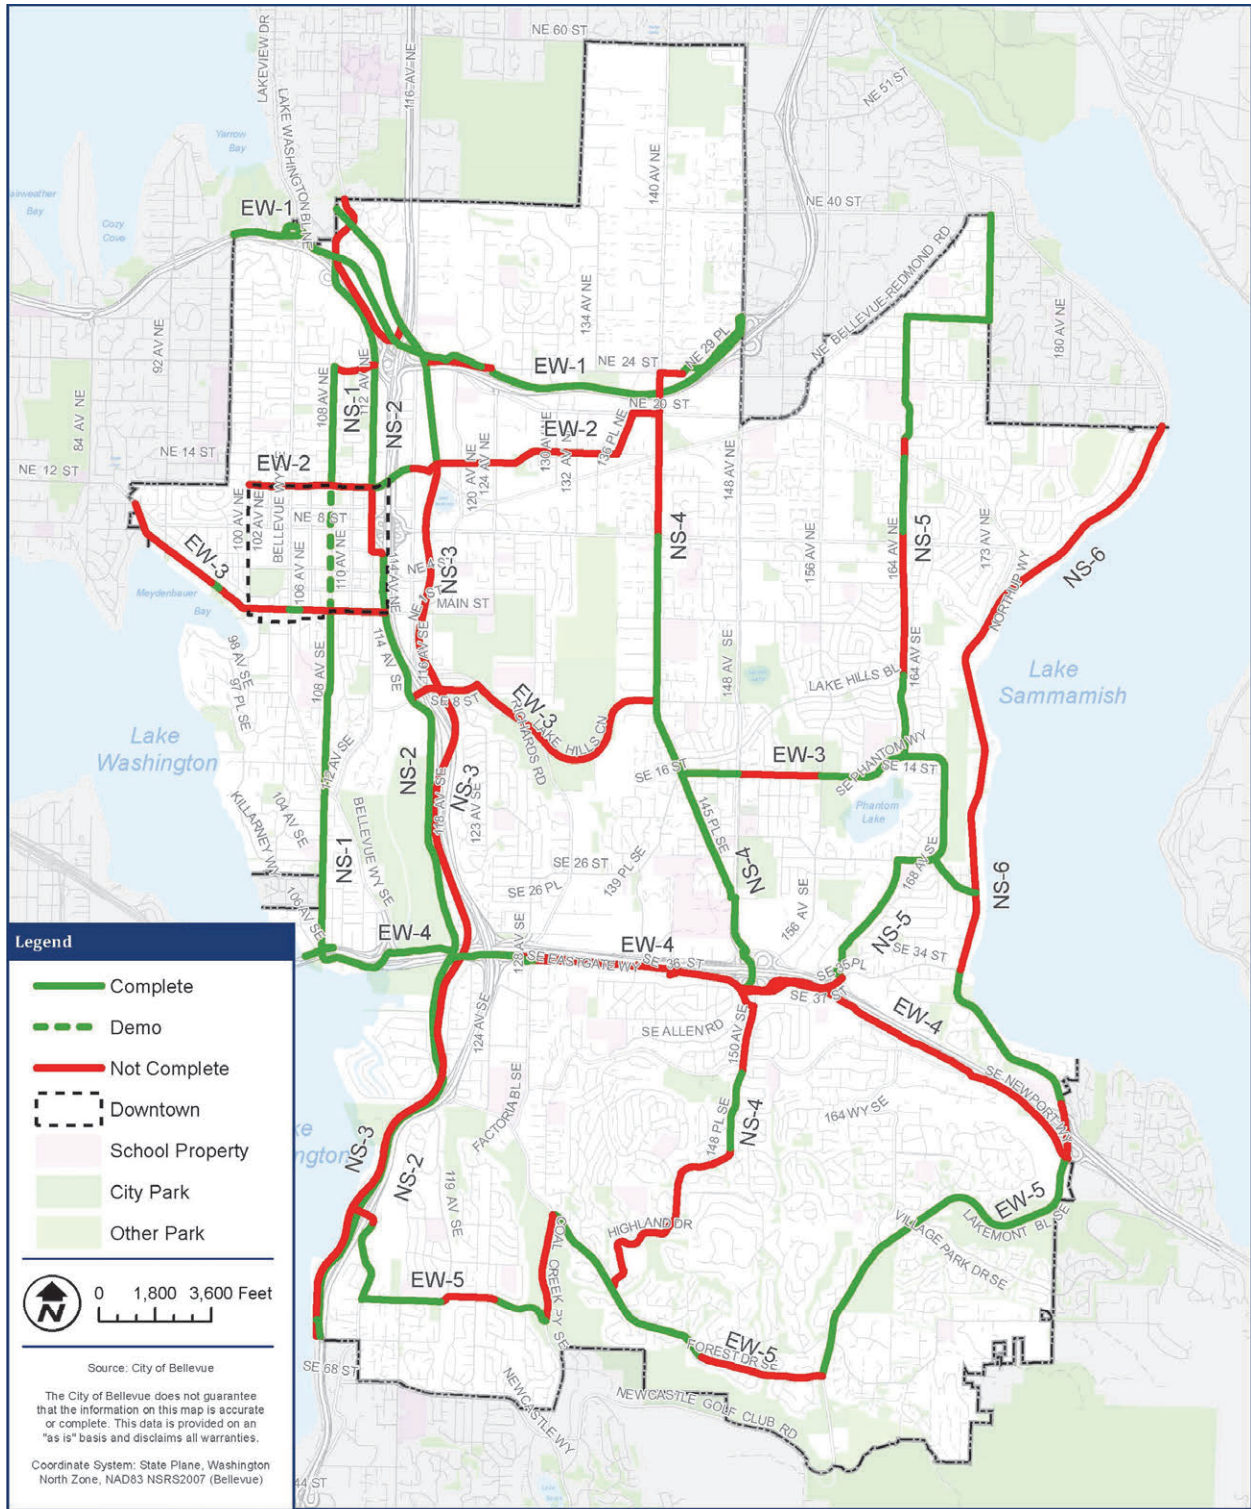 NE 60 ST
LAKEVIEW DR
116 AV NE
LAKE WASHINGTON BL NE
NE 51 ST
Yarrow
Bay
140 AV NE
Bay
Cozy
Cove
EW-1
NE 40 ST
NE BELLEVUE-REDMOND RD
134 AV NE
180 AV NE
92 AV NE
EW-1
NE 24 ST
NE 29 PL
108 AV NE
NS-1
112 AV NE
NS-2
NE 20 ST
84 AV NE
EW-2
130 AV NE
132 AV NE
136 PL NE
NE 14 ST
NE 12 ST
EW-2
120 AV NE
124 AV NE
148 AV NE
100 AV NE
102 AV NE
BELLEVUE WY
NE 8 ST
NS-4
NS-5
156 AV NE
164 AV NE
173 AV NE
EW-3
106 AV NE
110 AV NE
114 AV NE
NS-3
NS-6
NORTHUP WY
Meydenbauer
Bay
NE 1 ST
MAIN ST
98 AV SE
97 PL SE
108 AV SE
114 AV SE
116 AV SE
148 AV SE
LAKE HILLS BL
164 AV SE
Lake
Sammamish
SE 8 ST
EW-3
RICHARDS RD
LAKE HILLS CN
Lake
Washington
112 AV SE
NS-2
NS-3
SE 16 ST
EW-3
SE PHANTOM WY
SE 14 ST
KILLARNEY WY
104 AV SE
BELLEVUE WY SE
118 AV SE
123 AV SE
145 PL SE
Phantom
Lake
NS-1
SE 26 ST
SE 26 PL
139 PL SE
NS-4
168 AV SE
NS-6
106 AV SE
156 AV SE
NS-5
EW-4
128 AV SE
EW-4
SE EASTGATE WY
SE 36 ST
SE 35 PL
SE 34 ST
SE 37 ST
EW-4
124 AV SE
SE ALLEN RD
150 AV SE
SE NEWPORT WY
FACTORIA BL SE
148 PL SE
NS-4
164 WY SE
NS-3
NS-2
119 AV SE
COAL CREEK PY SE
HIGHLAND DR
EW-5
LAKEMONT BL SE
VILLAGE PARK DR SE
EW-5
EW-5
FOREST DR SE
SE 68 ST
NEWCASTLE WY
NEWCASTLE GOLF CLUB RD
44 ST
Legend
Complete
Demo
Not Complete
Downtown
School Property
City Park
Other Park
N
0 1,800 3,600 Feet
Source: City of Bellevue
The City of Bellevue does not guarantee
that the information on this map is accurate
or complete. This data is provided on an
"as is" basis and disclaims all warranties.
Coordinate System: State Plane, Washington
North Zone, NAD83 NSRS2007 (Bellevue)